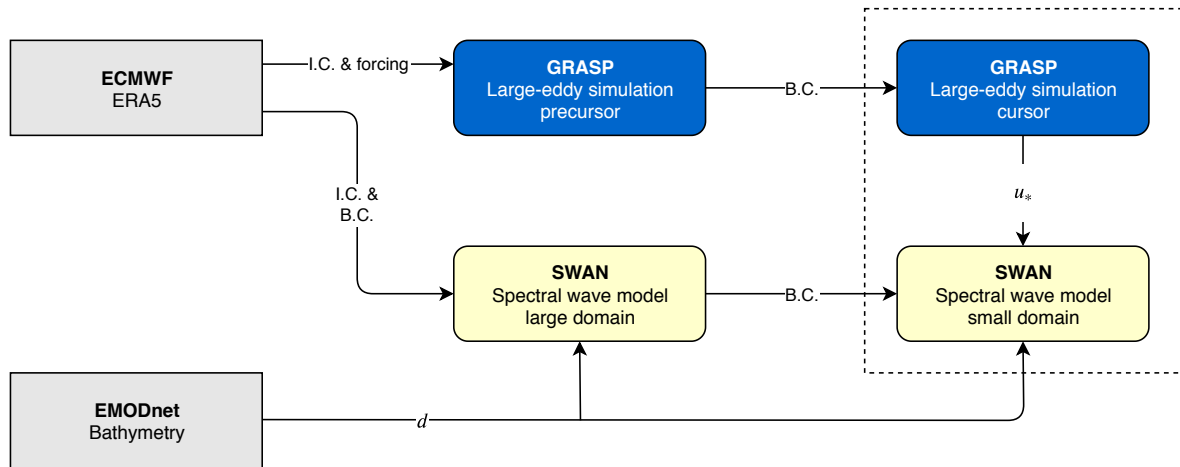 ECMWF
ERA5
I.C. & forcing
GRASP
Large-eddy simulation
precursor
B.C.
GRASP
Large-eddy simulation
cursor
I.C. &
B.C.
u*
SWAN
Spectral wave model
large domain
B.C.
SWAN
Spectral wave model
small domain
EMODnet
Bathymetry
d